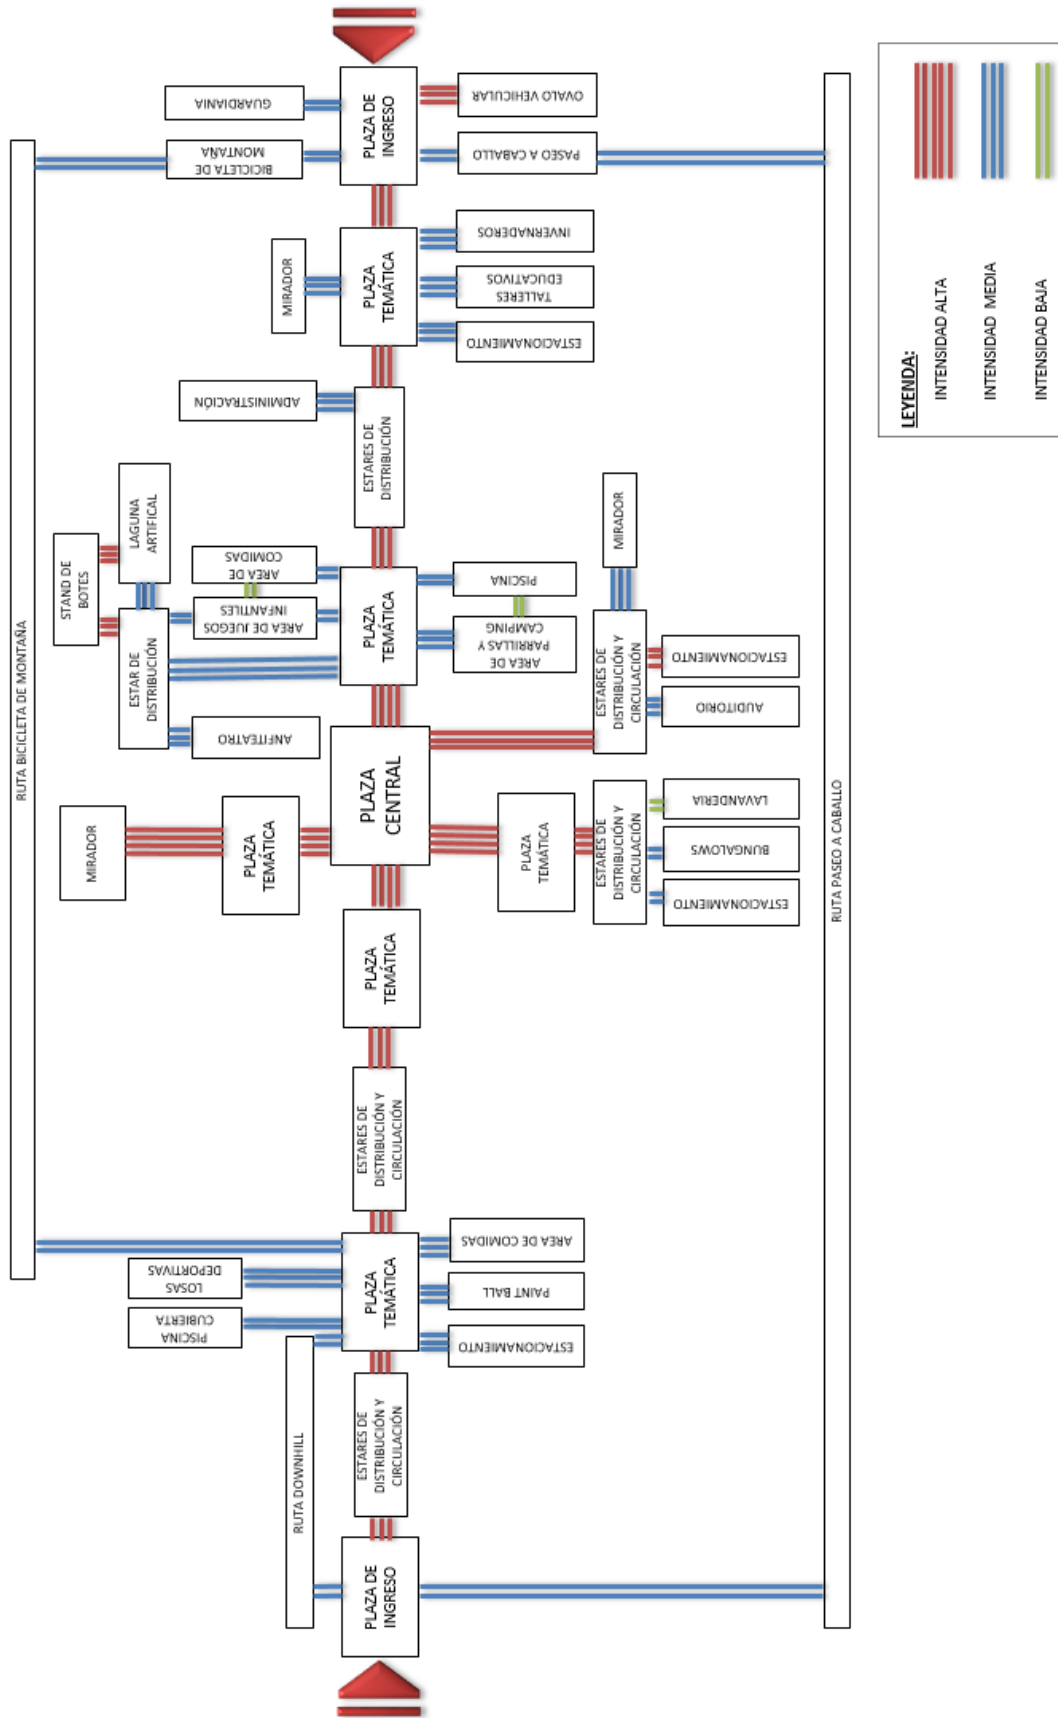 RUTA BICICLETA DE MONTAÑA
GUARDIANIA
BICICLETA DE
MONTAÑA
PLAZA DE
INGRESO
OVALO VEHICULAR
PASEO A CABALLO
MIRADOR
PLAZA
TEMÁTICA
INVERNADEROS
TALLERES
EDUCATIVOS
ESTACIONAMIENTO
ADMINISTRACIÓN
ESTARES DE
DISTRIBUCIÓN
STAND DE
BOTES
LAGUNA
ARTIFICAL
ESTAR DE
DISTRIBUCIÓN
AREA DE
COMIDAS
AREA DE JUEGOS
INFANTILES
ANFITEATRO
PLAZA
TEMÁTICA
PISCINA
AREA DE
PARRILLAS Y
CAMPING
MIRADOR
ESTARES DE
DISTRIBUCIÓN Y
CIRCULACIÓN
ESTACIONAMIENTO
AUDITORIO
PLAZA
CENTRAL
MIRADOR
PLAZA
TEMÁTICA
PLAZA
TEMÁTICA
ESTARES DE
DISTRIBUCIÓN Y
CIRCULACIÓN
LAVANDERIA
BUNGALOWS
ESTACIONAMIENTO
PLAZA
TEMÁTICA
ESTARES DE
DISTRIBUCIÓN Y
CIRCULACIÓN
LOSAS
DEPORTIVAS
PISCINA
CUBIERTA
PLAZA
TEMÁTICA
AREA DE COMIDAS
PAINT BALL
ESTACIONAMIENTO
RUTA DOWNHILL
ESTARES DE
DISTRIBUCIÓN Y
CIRCULACIÓN
PLAZA DE
INGRESO
RUTA PASEO A CABALLO
LEYENDA:
INTENSIDAD ALTA
INTENSIDAD MEDIA
INTENSIDAD BAJA